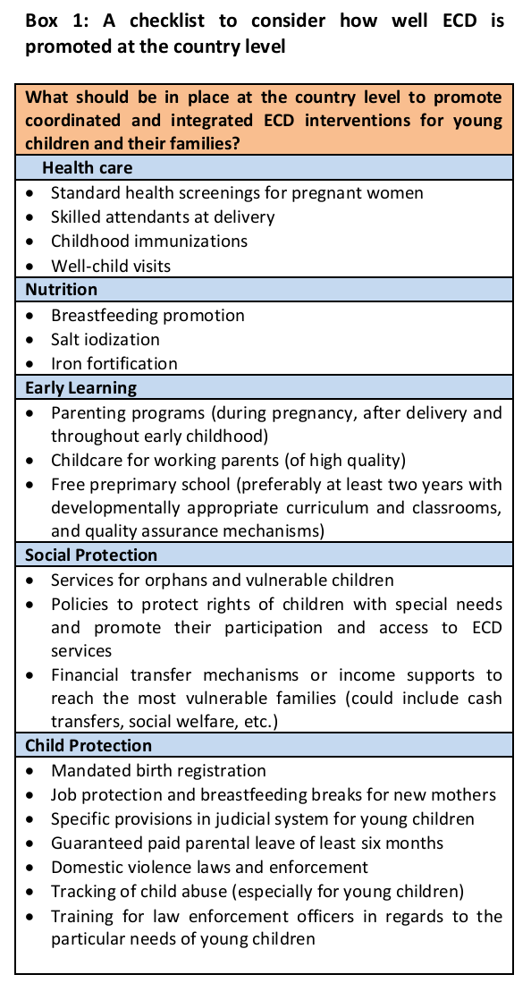 Box 1: A checklist to consider how well ECD is
promoted at the country level
What should be in place at the country level to promote
coordinated and integrated ECD interventions for young
children and their families?
Health care
• Standard health screenings for pregnant women
• Skilled attendants at delivery
• Childhood immunizations
• Well-child visits
Nutrition
• Breastfeeding promotion
• Salt iodization
• Iron fortification
Early Learning
• Parenting programs (during pregnancy, after delivery and
throughout early childhood)
• Childcare for working parents (of high quality)
• Free preprimary school (preferably at least two years with
developmentally appropriate curriculum and classrooms,
and quality assurance mechanisms)
Social Protection
• Services for orphans and vulnerable children
• Policies to protect rights of children with special needs
and promote their participation and access to ECD
services
• Financial transfer mechanisms or income supports to
reach the most vulnerable families (could include cash
transfers, social welfare, etc.)
Child Protection
• Mandated birth registration
• Job protection and breastfeeding breaks for new mothers
• Specific provisions in judicial system for young children
• Guaranteed paid parental leave of least six months
• Domestic violence laws and enforcement
• Tracking of child abuse (especially for young children)
• Training for law enforcement officers in regards to the
particular needs of young children